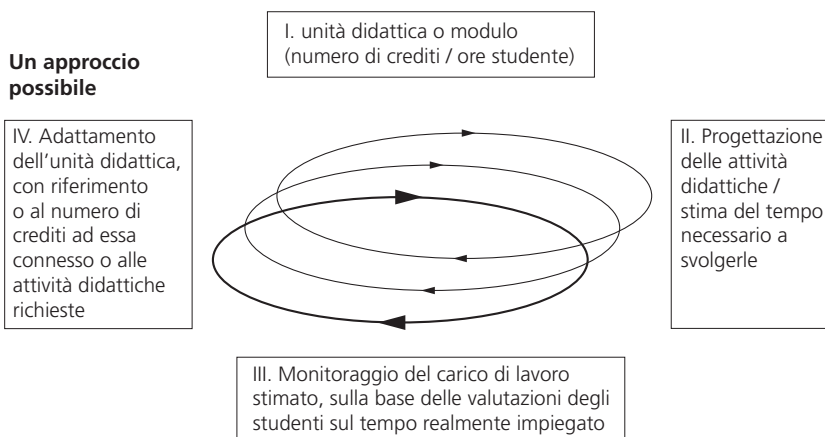 Un approccio
possibile
I. unità didattica o modulo
(numero di crediti / ore studente)
II. Progettazione
delle attività
didattiche /
stima del tempo
necessario a
svolgerle
III. Monitoraggio del carico di lavoro
stimato, sulla base delle valutazioni degli
studenti sul tempo realmente impiegato
IV. Adattamento
dell'unità didattica,
con riferimento
o al numero di
crediti ad essa
connesso o alle
attività didattiche
richieste